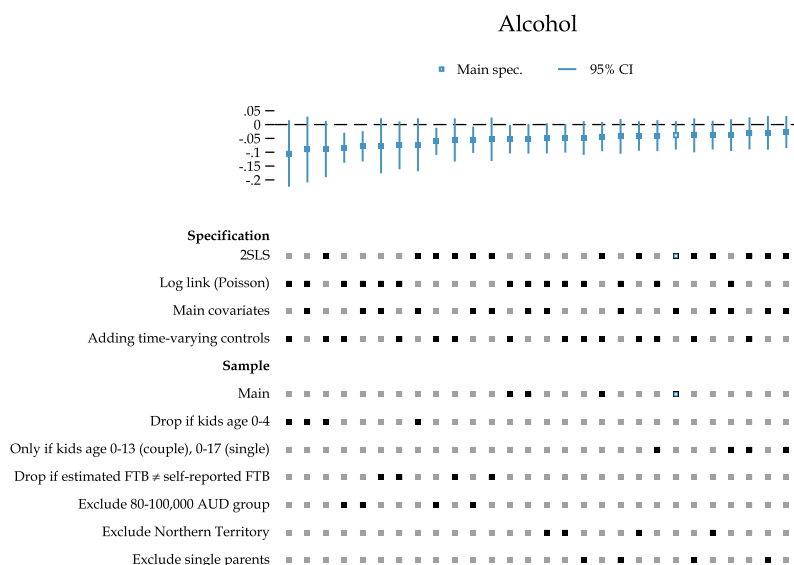 Alcohol
Main spec. 95% CI
.05
0
-.05
-.1
-.15
-.2
Specification
2SLS
Log link (Poisson)
Main covariates
Adding time-varying controls
Sample
Main
Drop if kids age 0-4
Only if kids age 0-13 (couple), 0-17 (single)
Drop if estimated FTB ≠ self-reported FTB
Exclude 80-100,000 AUD group
Exclude Northern Territory
Exclude single parents